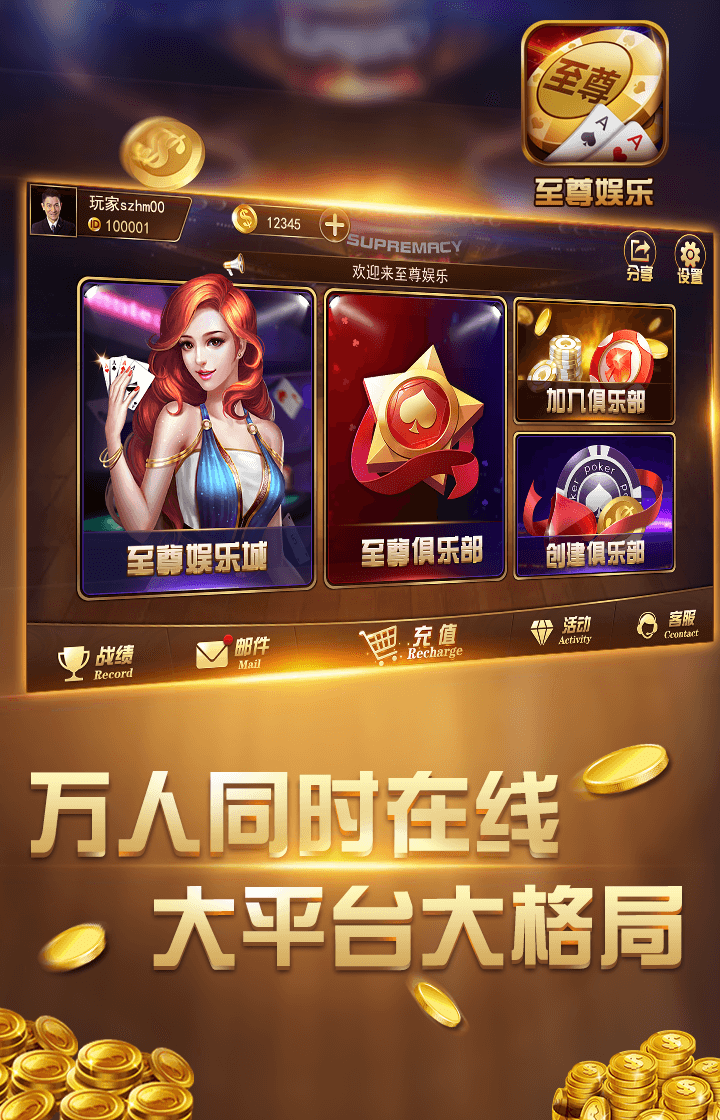 至尊
A
A
至尊娱乐
玩家szhm00
ID 100001
12345
SUPREMACY
欢迎来至尊娱乐
分享
设置
至尊娱乐城
至尊俱乐部
加入俱乐部
poker
创建俱乐部
战绩
Record
邮件
Mail
充值
Recharge
活动
Activity
客服
Ccontact
万人同时在线
大平台大格局